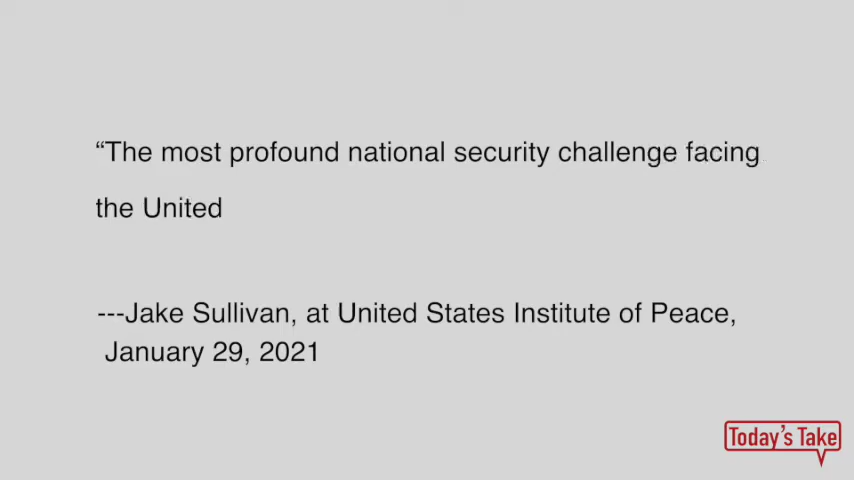 “The most profound national security challenge facing
the United
---Jake Sullivan, at United States Institute of Peace,
January 29, 2021
Today's Take